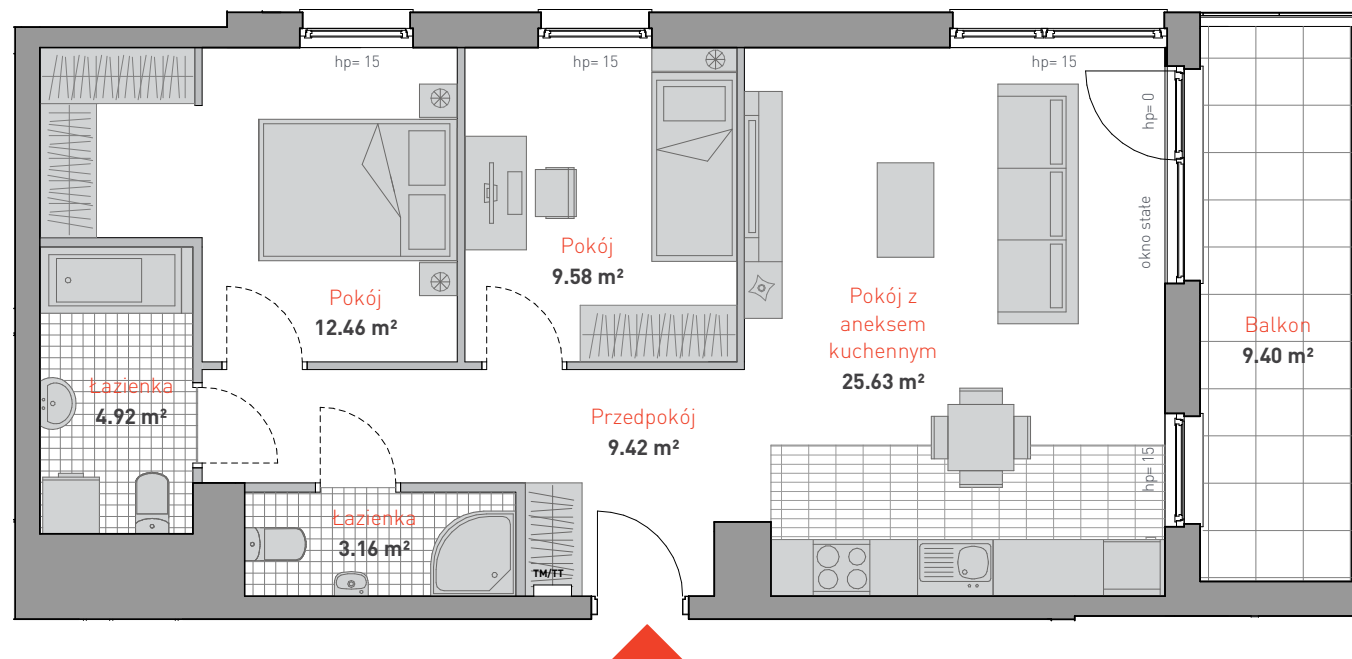 hp= 15
hp= 15
hp= 15
hp= 0
okno stałe
Pokój
9.58 m²
Pokój
12.46 m²
Pokój z
aneksem
kuchennym
25.63 m²
Balkon
9.40 m²
Łazienka
4.92 m²
Przedpokój
9.42 m²
hp= 15
Łazienka
3.16 m²
TM/TT